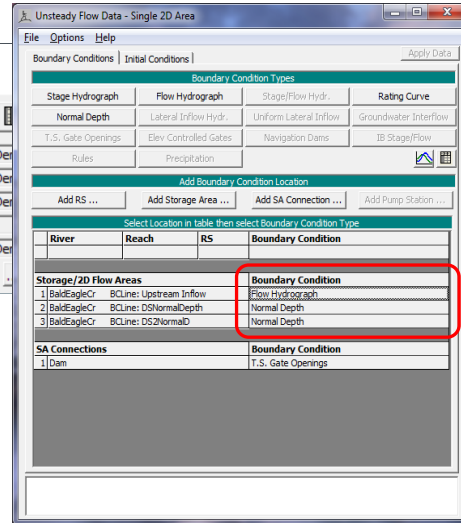 Unsteady Flow Data - Single 2D Area
File Options Help
Boundary Conditions Initial Conditions Apply Data
Boundary Condition Types
Stage Hydrograph Flow Hydrograph Stage/Flow Hydr. Rating Curve
Normal Depth Lateral Inflow Hydr. Uniform Lateral Inflow Groundwater Interflow
T.S. Gate Openings Elev Controlled Gates Navigation Dams IB Stage/Flow
Rules Precipitation
Add Boundary Condition Location
Add RS ... Add Storage Area ... Add SA Connection ... Add Pump Station ...
Select Location in table then select Boundary Condition Type
River Reach RS Boundary Condition
Storage/2D Flow Areas Boundary Condition
1 BaldEagleCr BCLine: Upstream Inflow Flow Hydrograph
2 BaldEagleCr BCLine: DSNormalDepth Normal Depth
3 BaldEagleCr BCLine: DS2NormalD Normal Depth
SA Connections Boundary Condition
1 Dam T.S. Gate Openings